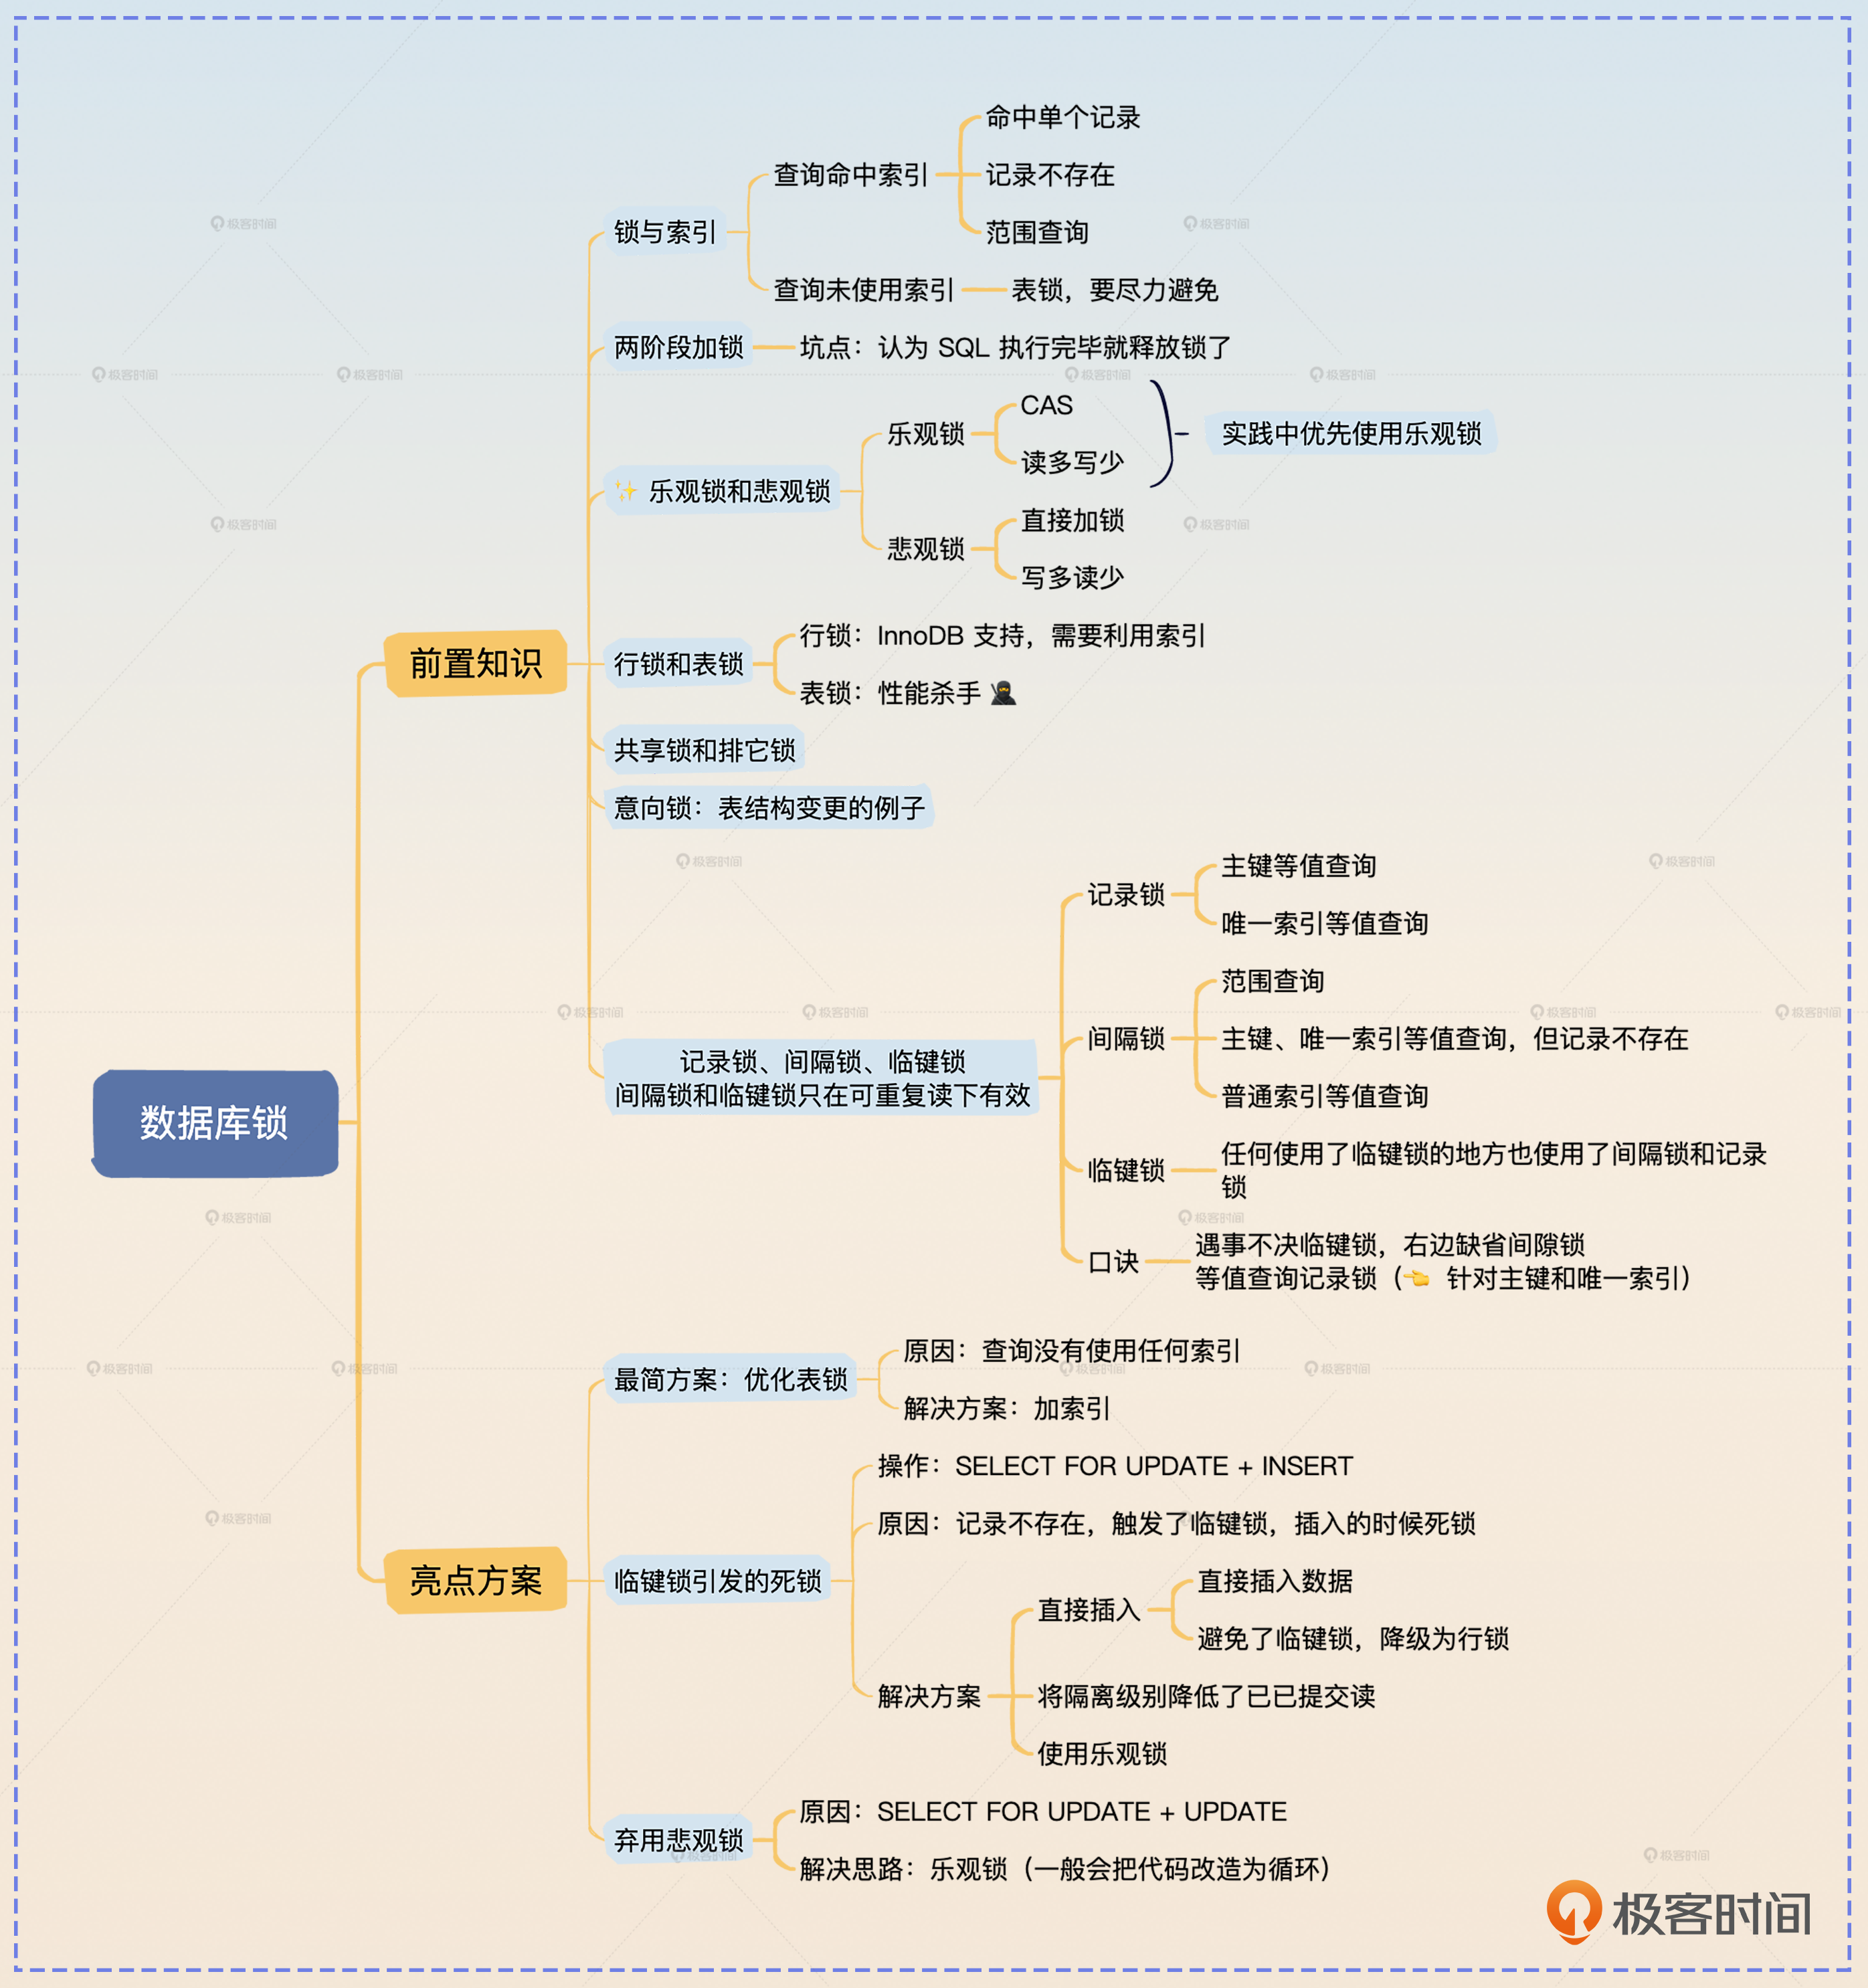 数据库锁
前置知识
锁与索引
查询命中索引
命中单个记录
记录不存在
范围查询
查询未使用索引
表锁，要尽力避免
两阶段加锁
坑点：认为 SQL 执行完毕就释放锁了
✨ 乐观锁和悲观锁
乐观锁
CAS
读多写少
实践中优先使用乐观锁
悲观锁
直接加锁
写多读少
行锁和表锁
行锁：InnoDB 支持，需要利用索引
表锁：性能杀手 🥷
共享锁和排它锁
意向锁：表结构变更的例子
记录锁、间隔锁、临键锁
间隔锁和临键锁只在可重复读下有效
记录锁
主键等值查询
唯一索引等值查询
间隔锁
范围查询
主键、唯一索引等值查询，但记录不存在
普通索引等值查询
临键锁
任何使用了临键锁的地方也使用了间隔锁和记录
锁
口诀
遇事不决临键锁，右边缺省间隙锁
等值查询记录锁（👈 针对主键和唯一索引）
亮点方案
最简方案：优化表锁
原因：查询没有使用任何索引
解决方案：加索引
临键锁引发的死锁
操作：SELECT FOR UPDATE + INSERT
原因：记录不存在，触发了临键锁，插入的时候死锁
解决方案
直接插入
直接插入数据
避免了临键锁，降级为行锁
将隔离级别降低了已已提交读
使用乐观锁
弃用悲观锁
原因：SELECT FOR UPDATE + UPDATE
解决思路：乐观锁（一般会把代码改造为循环）
极客时间